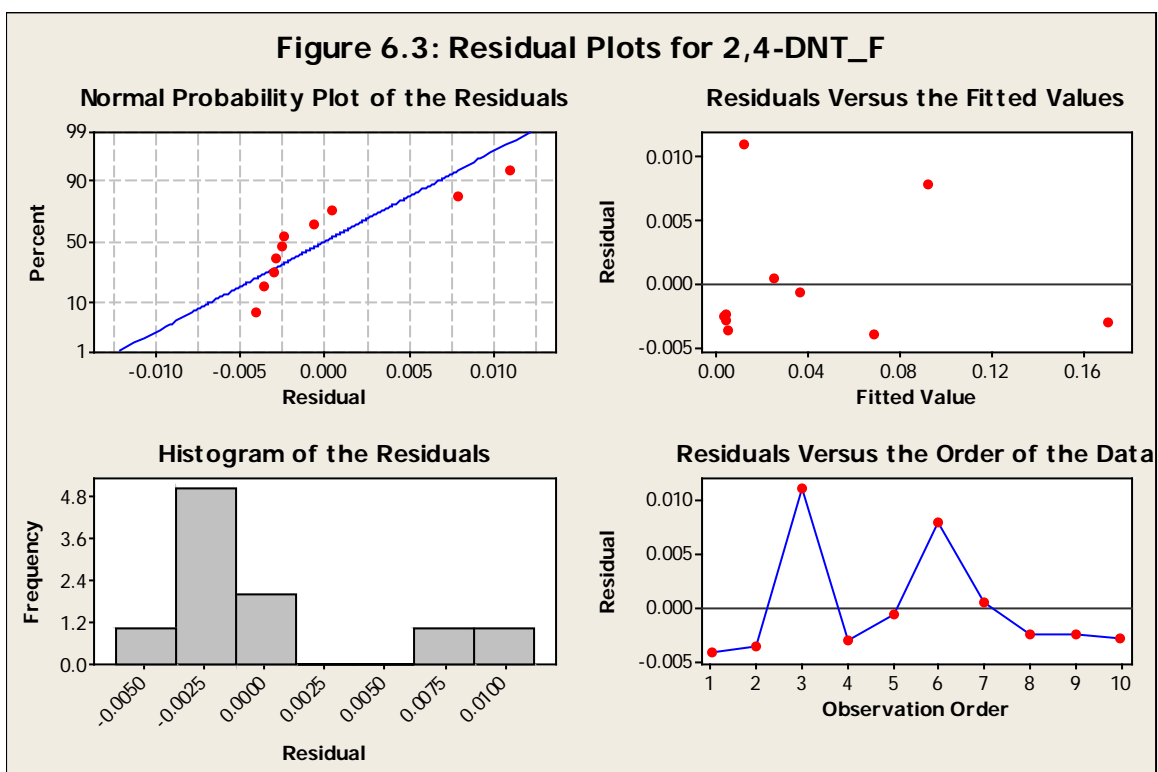 Figure 6.3: Residual Plots for 2,4-DNT_F
Normal Probability Plot of the Residuals
Percent
99
90
50
10
1
-0.010 -0.005 0.000 0.005 0.010
Residual
Residuals Versus the Fitted Values
Residual
0.010
0.005
0.000
-0.005
0.00 0.04 0.08 0.12 0.16
Fitted Value
Histogram of the Residuals
Frequency
4.8
3.6
2.4
1.2
0.0
-0.0050 -0.0025 0.0000 0.0025 0.0050 0.0075 0.0100
Residual
Residuals Versus the Order of the Data
Residual
0.010
0.005
0.000
-0.005
1 2 3 4 5 6 7 8 9 10
Observation Order